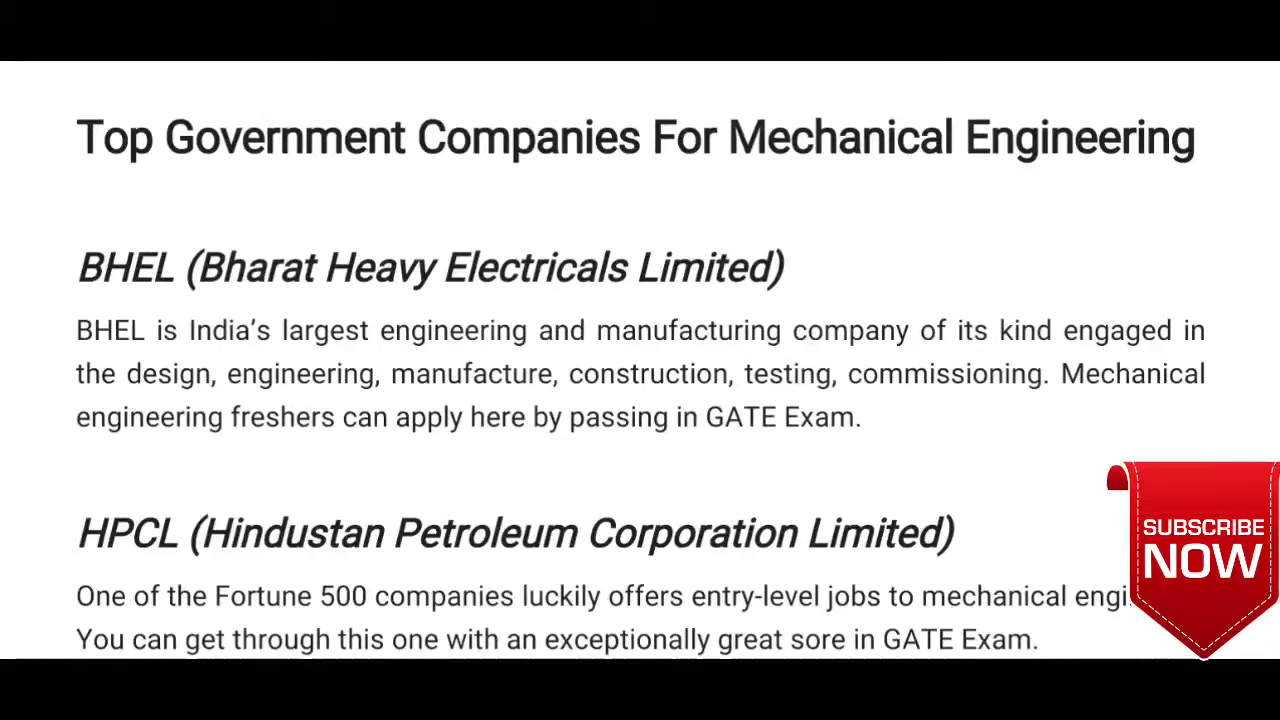 Top Government Companies For Mechanical Engineering
BHEL (Bharat Heavy Electricals Limited)
BHEL is India’s largest engineering and manufacturing company of its kind engaged in
the design, engineering, manufacture, construction, testing, commissioning. Mechanical
engineering freshers can apply here by passing in GATE Exam.
HPCL (Hindustan Petroleum Corporation Limited)
One of the Fortune 500 companies luckily offers entry-level jobs to mechanical
You can get through this one with an exceptionally great sore in GATE Exam.
SUBSCRIBE
NOW